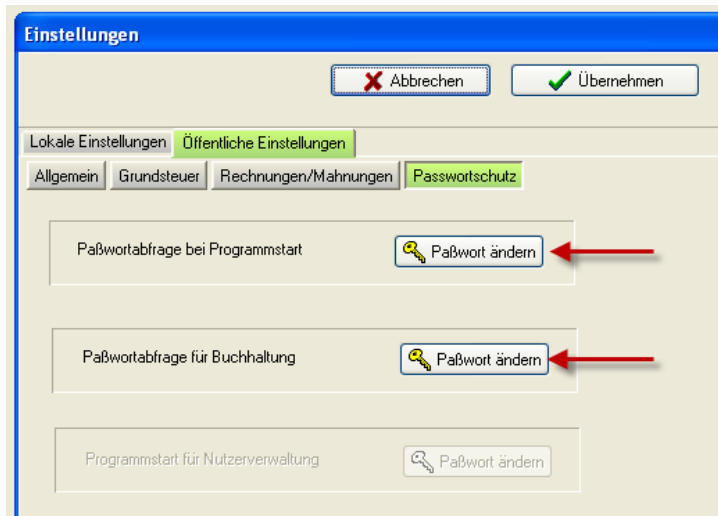 Einstellungen
Abbrechen Übernehmen
Lokale Einstellungen Öffentliche Einstellungen
Allgemein Grundsteuer Rechnungen/Mahnungen Passwortschutz
Paßwortabfrage bei Programmstart Paßwort ändern
Paßwortabfrage für Buchhaltung Paßwort ändern
Programmstart für Nutzerverwaltung Paßwort ändern